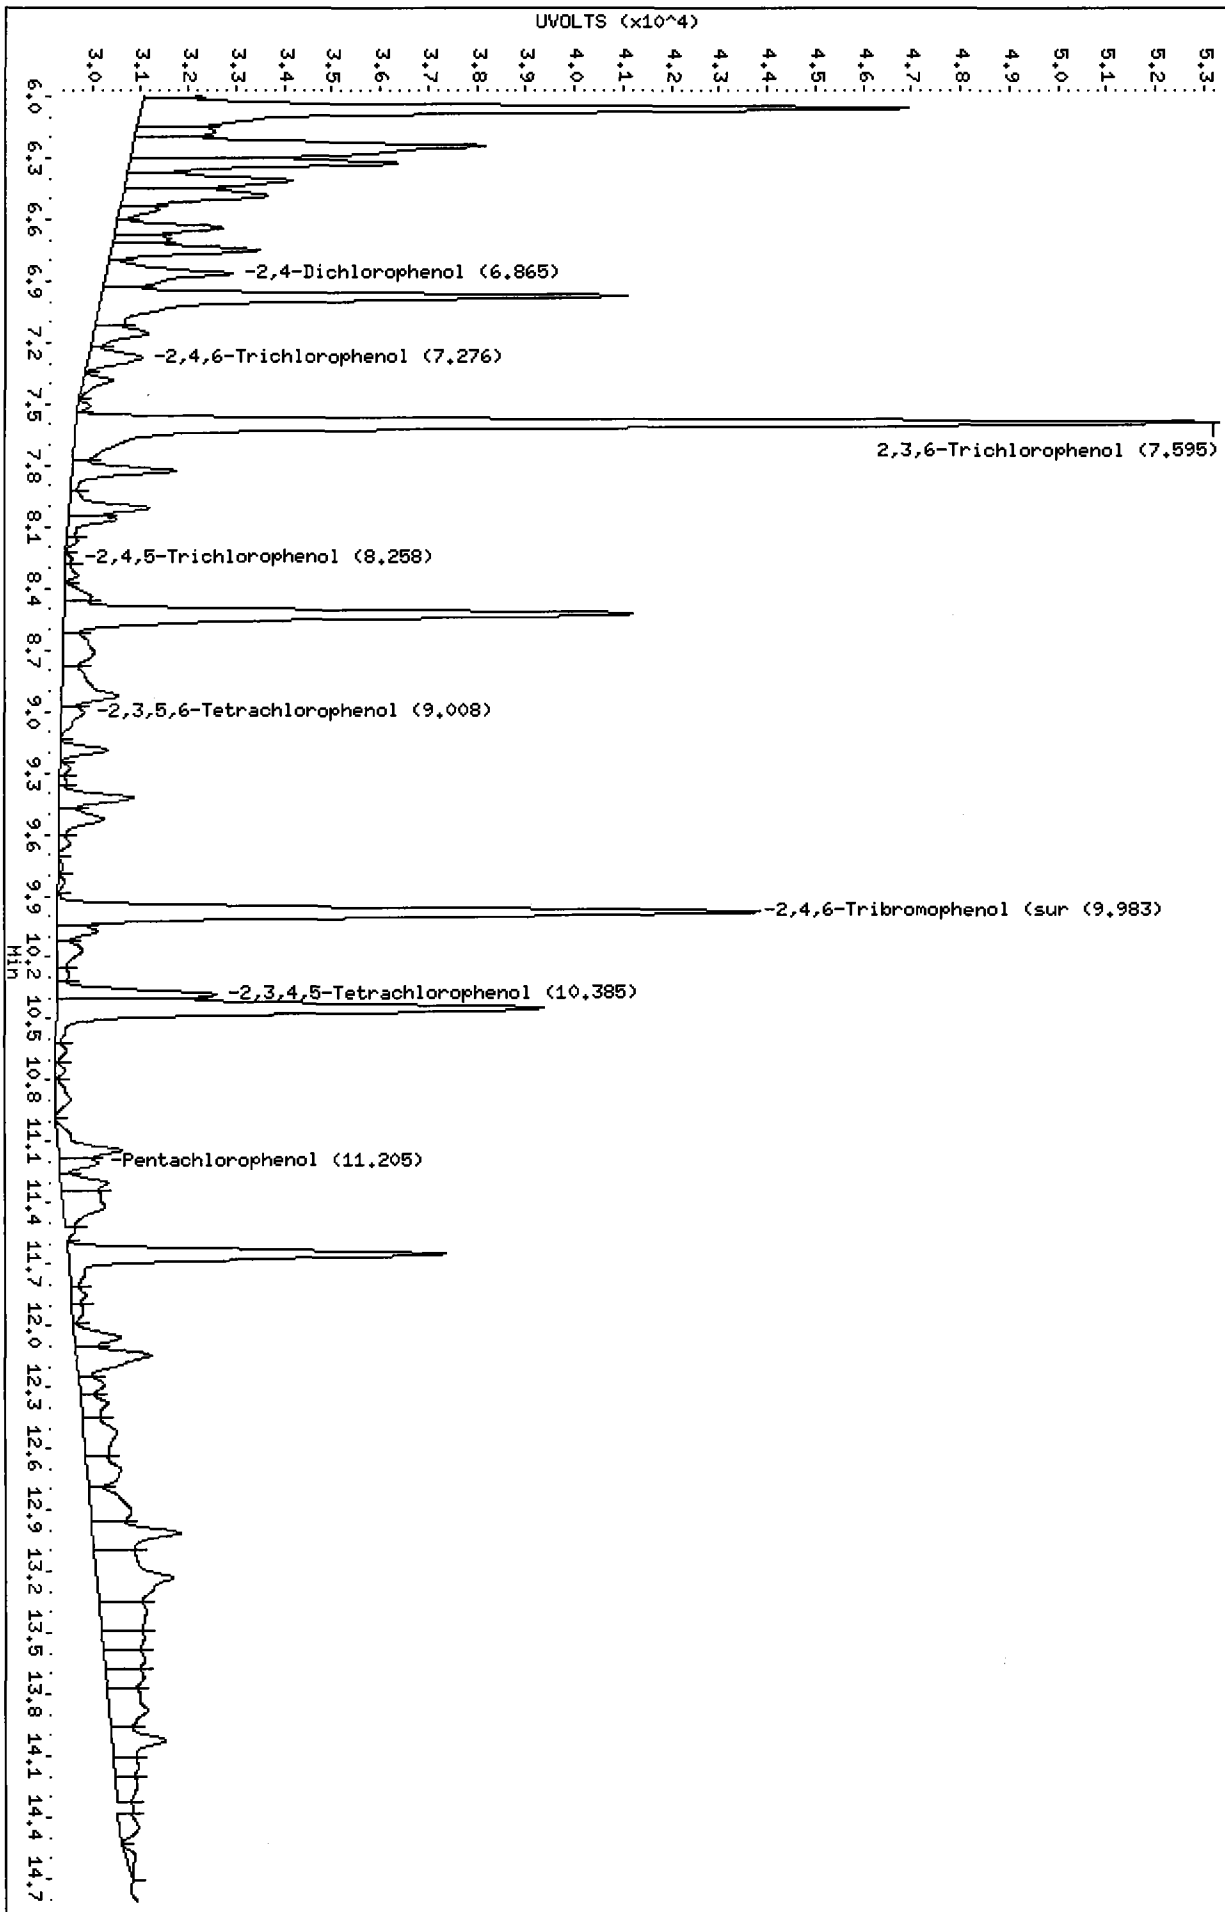 UVOLTS (x10^4)
3.0 3.1 3.2 3.3 3.4 3.5 3.6 3.7 3.8 3.9 4.0 4.1 4.2 4.3 4.4 4.5 4.6 4.7 4.8 4.9 5.0 5.1 5.2 5.3
6.0
6.3
6.6
-2,4-Dichlorophenol (6.865)
6.9
7.2
-2,4,6-Trichlorophenol (7.276)
7.5
2,3,6-Trichlorophenol (7.595)
7.8
8.1
-2,4,5-Trichlorophenol (8.258)
8.4
8.7
9.0
-2,3,5,6-Tetrachlorophenol (9.008)
9.3
9.6
9.9
-2,4,6-Tribromophenol (sur (9.983)
10.2
Min
-2,3,4,5-Tetrachlorophenol (10.385)
10.5
10.8
11.1
-Pentachlorophenol (11.205)
11.4
11.7
12.0
12.3
12.6
12.9
13.2
13.5
13.8
14.1
14.4
14.7